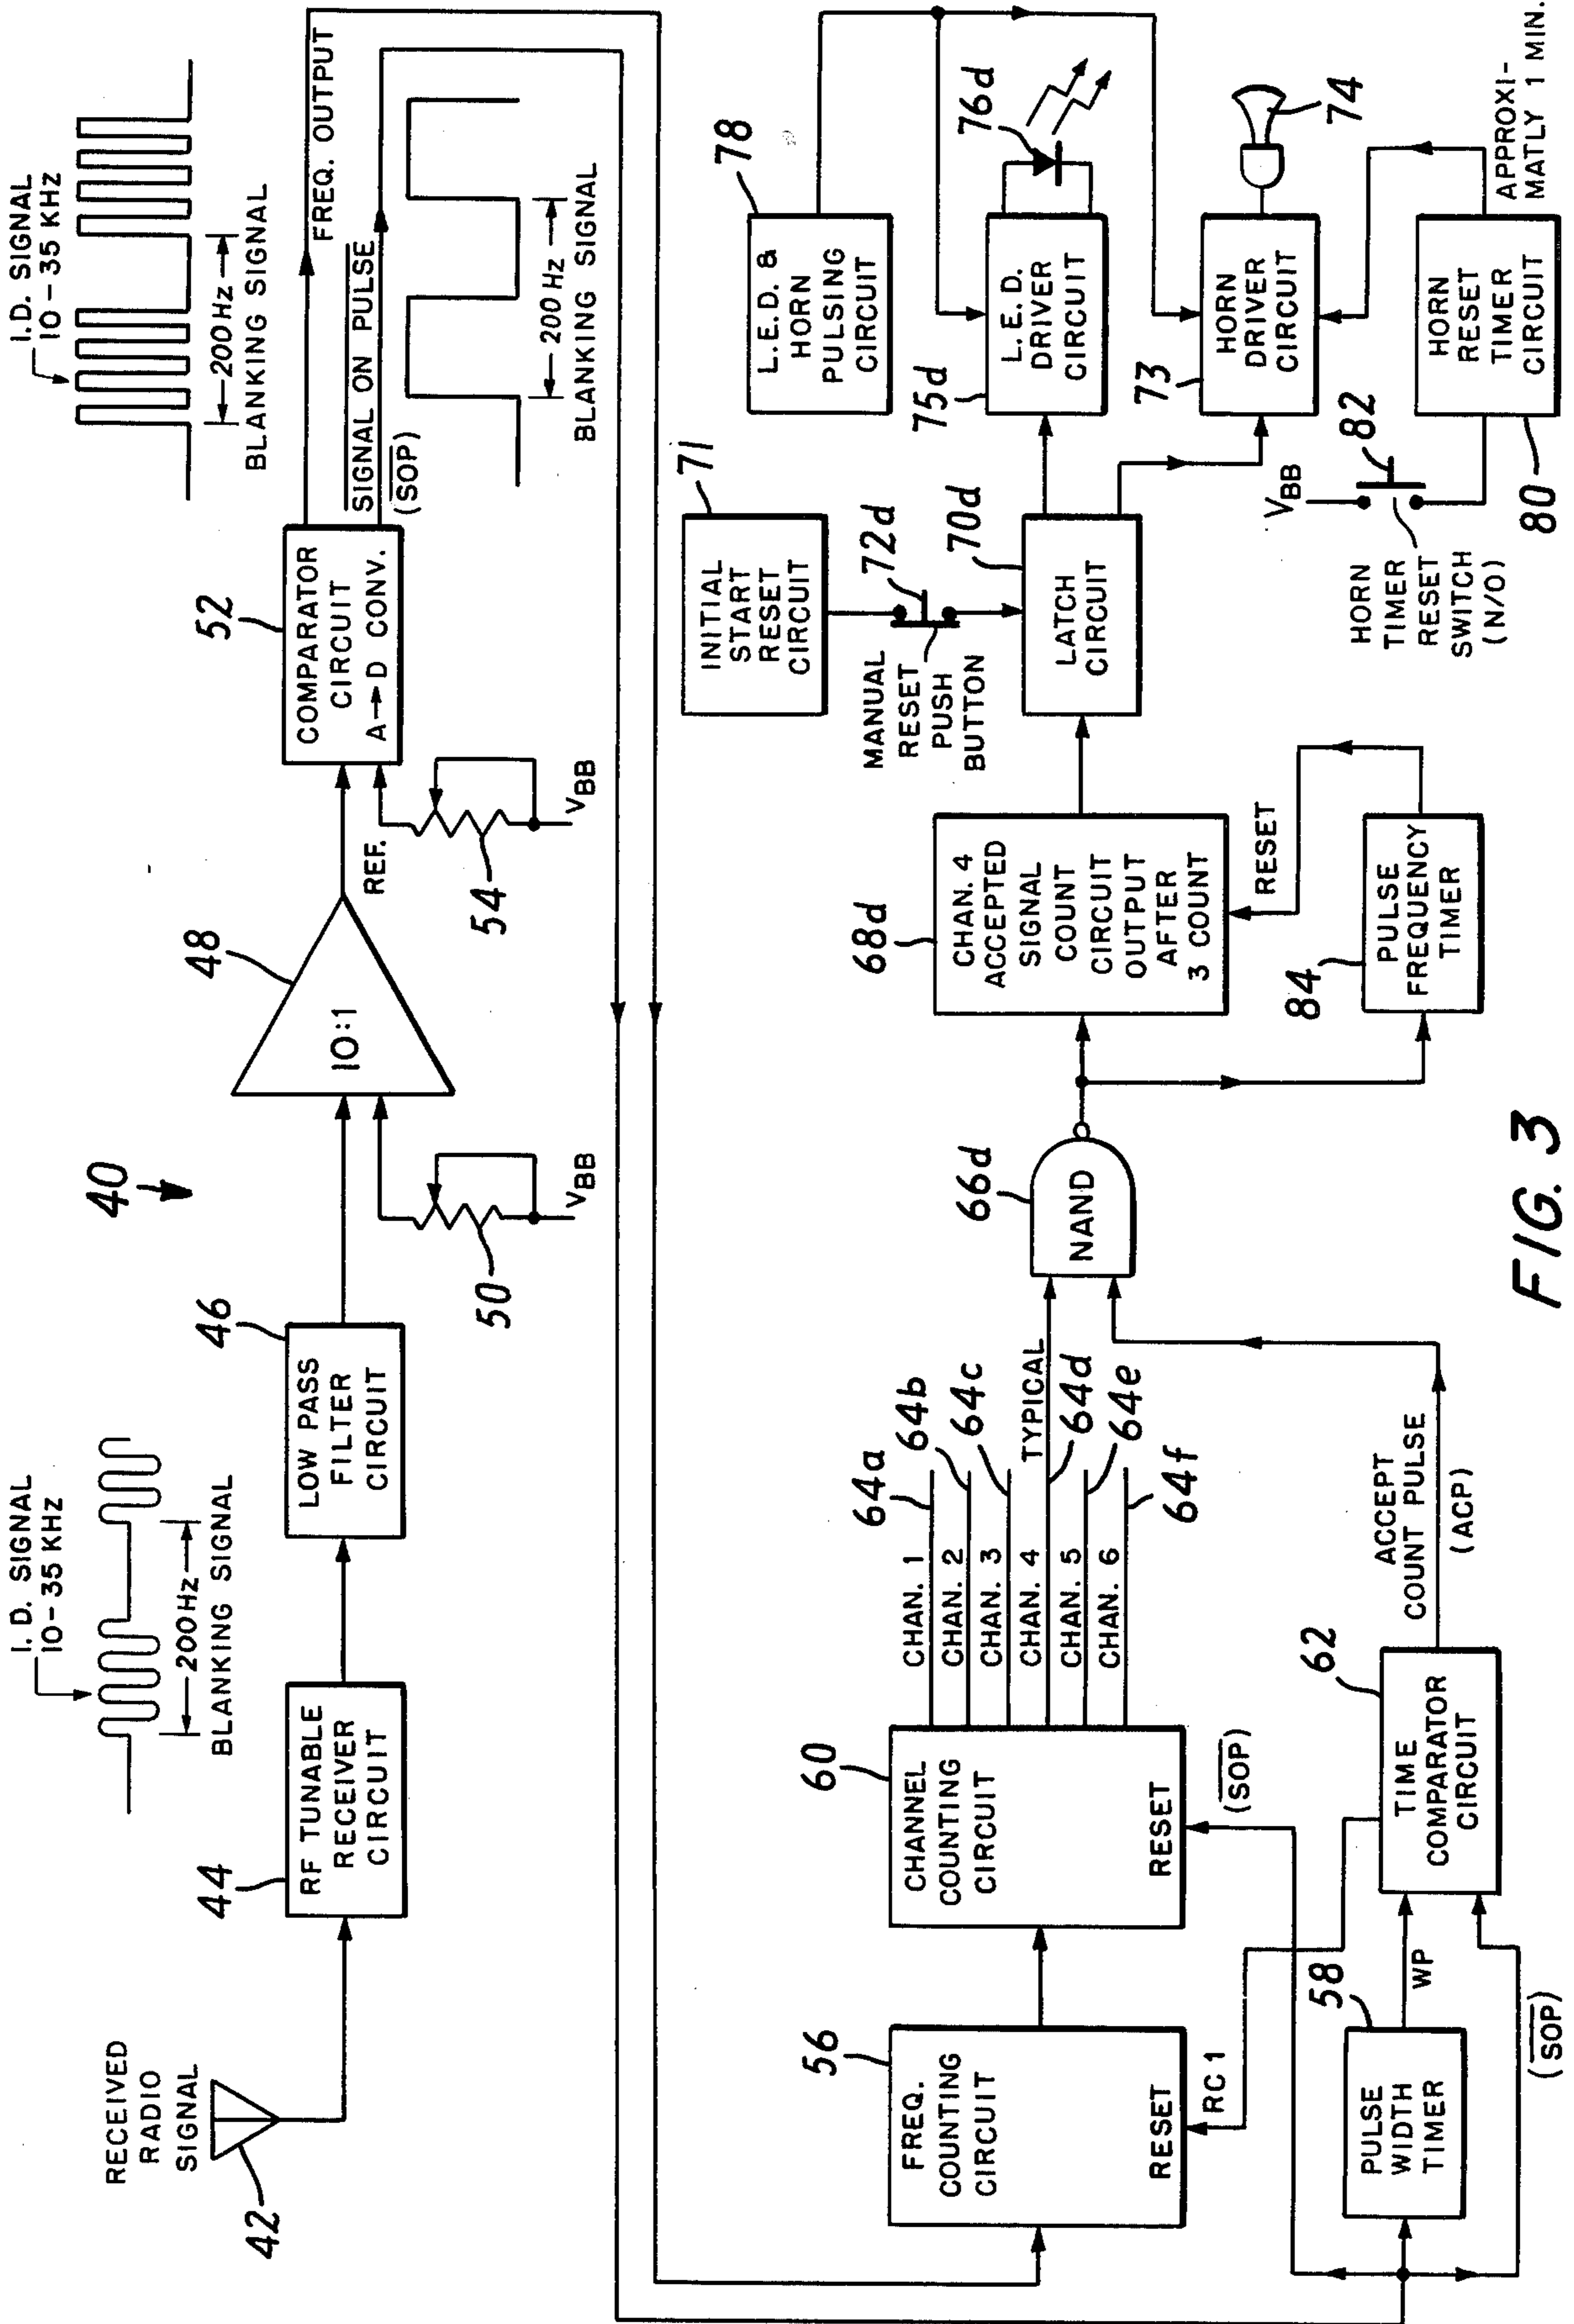 I.D. SIGNAL
10-35 KHz
200Hz
BLANKING SIGNAL
I.D. SIGNAL
10-35 KHz
200Hz
BLANKING SIGNAL
40
RECEIVED
RADIO
SIGNAL
42
44
RF TUNABLE
RECEIVER
CIRCUIT
46
LOW PASS
FILTER
CIRCUIT
48
10:1
50
VBB
52
COMPARATOR
CIRCUIT
A→D CONV.
REF.
54
VBB
FREQ. OUTPUT
SIGNAL ON PULSE
(SOP)
200 Hz
BLANKING SIGNAL
56
FREQ.
COUNTING
CIRCUIT
RESET
RC1
60
CHANNEL
COUNTING
CIRCUIT
RESET
(SOP)
CHAN. 1
CHAN. 2
CHAN. 3
CHAN. 4
CHAN. 5
CHAN. 6
64a
64b
64c
TYPICAL
64d
64e
64f
58
PULSE
WIDTH
TIMER
WP
(SOP)
62
TIME
COMPARATOR
CIRCUIT
ACCEPT
COUNT PULSE
(ACP)
66d
NAND
68d
CHAN. 4
ACCEPTED
SIGNAL
COUNT
CIRCUIT
OUTPUT
AFTER
3 COUNT
RESET
84
PULSE
FREQUENCY
TIMER
71
INITIAL
START
RESET
CIRCUIT
72d
MANUAL
RESET
PUSH
BUTTON
70d
LATCH
CIRCUIT
78
L.E.D. &
HORN
PULSING
CIRCUIT
75d
L.E.D.
DRIVER
CIRCUIT
76d
73
HORN
DRIVER
CIRCUIT
74
VBB
82
HORN
TIMER
RESET
SWITCH
(N/O)
80
HORN
RESET
TIMER
CIRCUIT
APPROXI-
MATLY 1 MIN.
FIG. 3